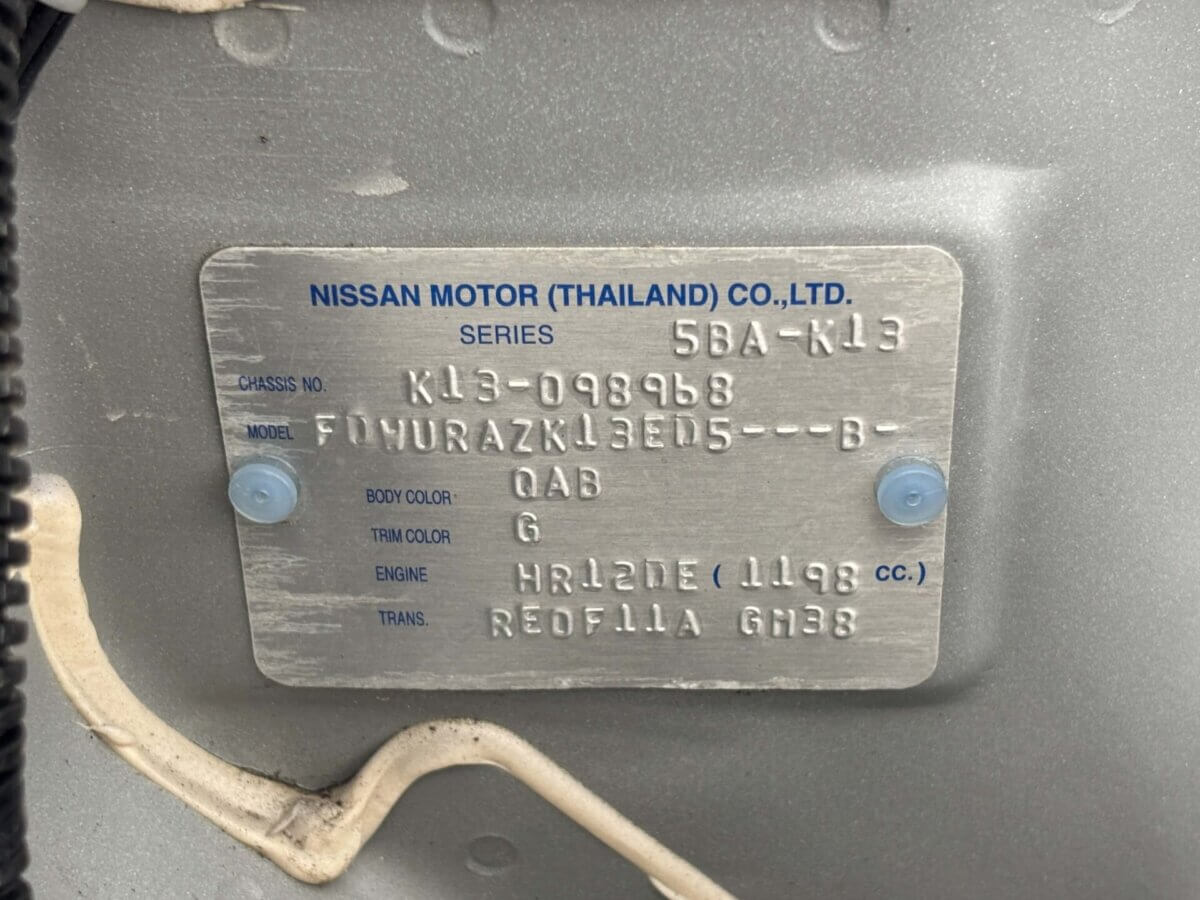 NISSAN MOTOR (THAILAND) CO.,LTD.
SERIES 5BA-K13
CHASSIS NO. K13-098968
MODEL FDWURAZK13ED5---B-
BODY COLOR QAB
TRIM COLOR G
ENGINE HR12DE ( 1198 CC.)
TRANS. RE0F11A GM38